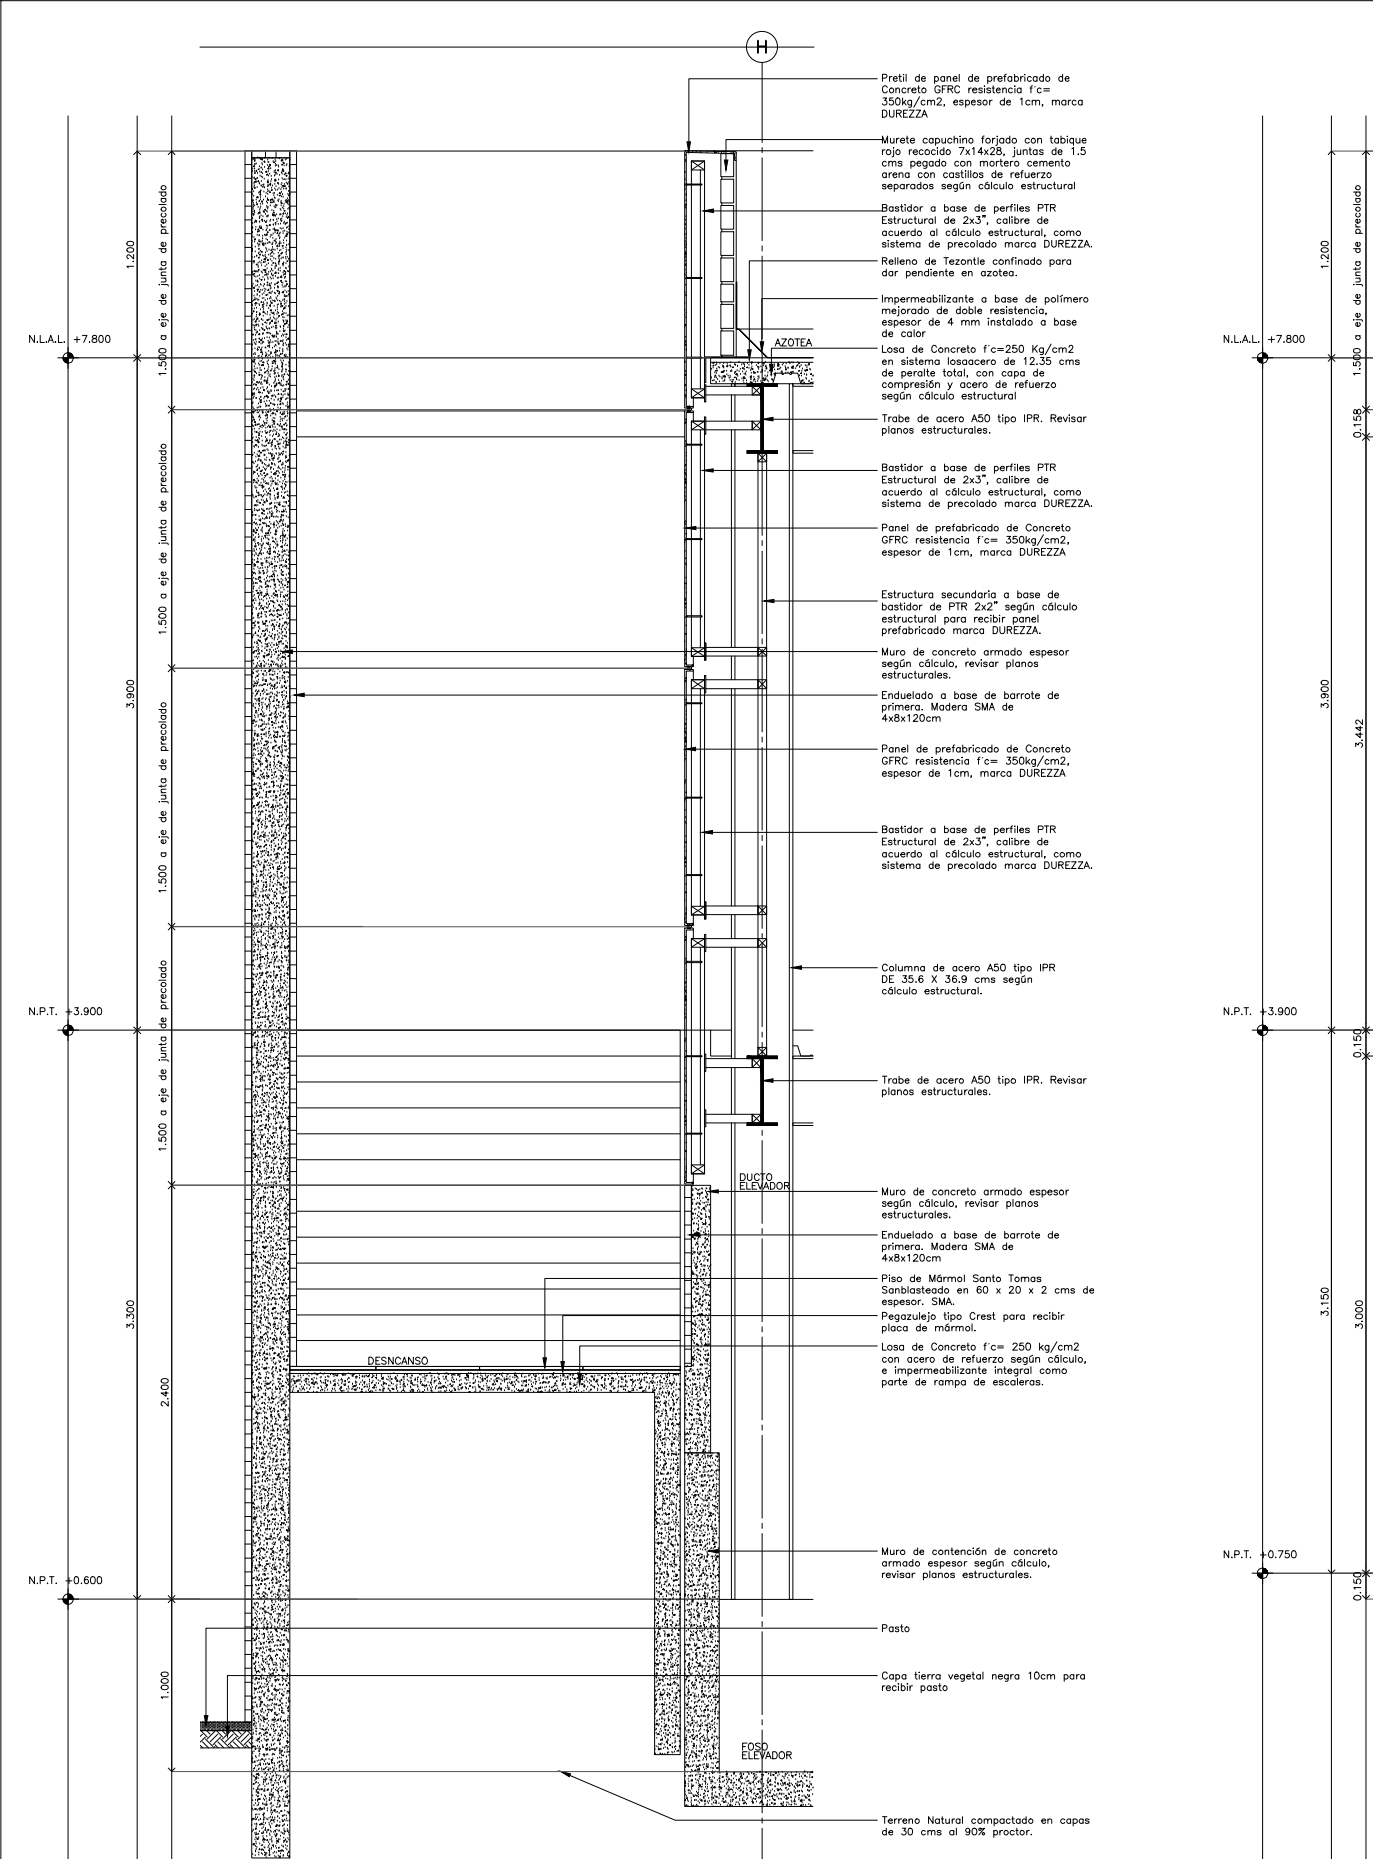 H
Pretil de panel de prefabricado de
Concreto GFRC resistencia f'c=
350kg/cm2, espesor de 1cm, marca
DUREZZA
Murete capuchino forjado con tabique
rojo recocido 7x14x28, juntas de 1.5
cms pegado con mortero cemento
arena con castillos de refuerzo
separados según cálculo estructural
Bastidor a base de perfiles PTR
Estructural de 2x3", calibre de
acuerdo al cálculo estructural, como
sistema de precolado marca DUREZZA.
Relleno de Tezontle confinado para
dar pendiente en azotea.
Impermeabilizante a base de polímero
mejorado de doble resistencia,
espesor de 4 mm instalado a base
de calor
AZOTEA
Losa de Concreto f'c=250 Kg/cm2
en sistema losaacero de 12.35 cms
de peralte total, con capa de
compresión y acero de refuerzo
según cálculo estructural
Trabe de acero A50 tipo IPR. Revisar
planos estructurales.
Bastidor a base de perfiles PTR
Estructural de 2x3", calibre de
acuerdo al cálculo estructural, como
sistema de precolado marca DUREZZA.
Panel de prefabricado de Concreto
GFRC resistencia f'c= 350kg/cm2,
espesor de 1cm, marca DUREZZA
Estructura secundaria a base de
bastidor de PTR 2x2" según cálculo
estructural para recibir panel
prefabricado marca DUREZZA.
Muro de concreto armado espesor
según cálculo, revisar planos
estructurales.
Enduelado a base de barrote de
primera. Madera SMA de
4x8x120cm
Panel de prefabricado de Concreto
GFRC resistencia f'c= 350kg/cm2,
espesor de 1cm, marca DUREZZA
Bastidor a base de perfiles PTR
Estructural de 2x3", calibre de
acuerdo al cálculo estructural, como
sistema de precolado marca DUREZZA.
Columna de acero A50 tipo IPR
DE 35.6 X 36.9 cms según
cálculo estructural.
Trabe de acero A50 tipo IPR. Revisar
planos estructurales.
DUCTO
ELEVADOR
Muro de concreto armado espesor
según cálculo, revisar planos
estructurales.
Enduelado a base de barrote de
primera. Madera SMA de
4x8x120cm
Piso de Mármol Santo Tomas
Sanblasteado en 60 x 20 x 2 cms de
espesor. SMA.
Pegazulejo tipo Crest para recibir
placa de mármol.
DESNCANSO
Losa de Concreto f'c= 250 kg/cm2
con acero de refuerzo según cálculo,
e impermeabilizante integral como
parte de rampa de escaleras.
Muro de contención de concreto
armado espesor según cálculo,
revisar planos estructurales.
Pasto
Capa tierra vegetal negra 10cm para
recibir pasto
FOSO
ELEVADOR
Terreno Natural compactado en capas
de 30 cms al 90% proctor.
N.L.A.L. +7.800
N.P.T. +3.900
N.P.T. +0.600
1.200
3.900
3.300
1.500 a eje de junta de precolado
1.500 a eje de junta de precolado
1.500 a eje de junta de precolado
1.500 a eje de junta de precolado
2.400
1.000
N.L.A.L. +7.800
N.P.T. +3.900
N.P.T. +0.750
1.200
3.900
3.150
1.500 a eje de junta de precolado
0.158
3.442
0.150
3.000
0.150